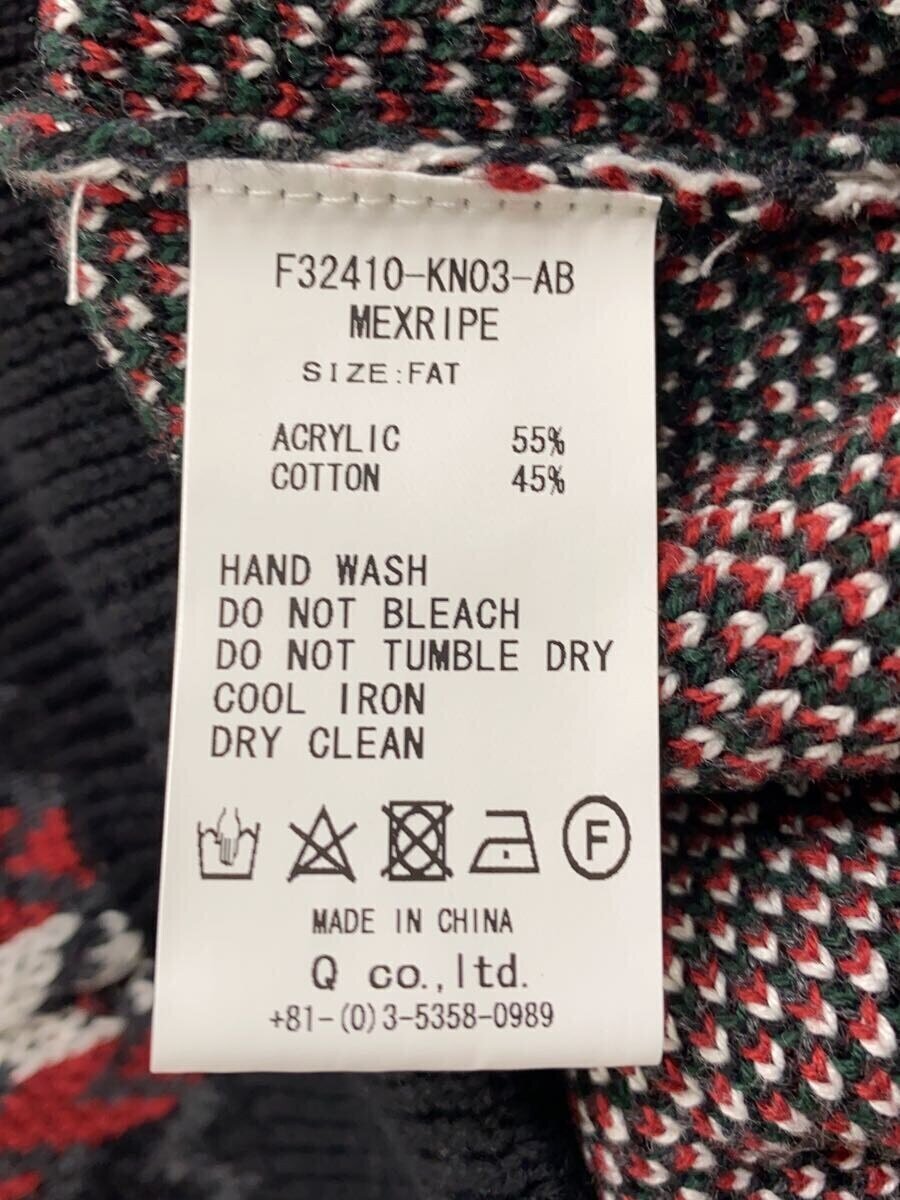 F32410-KN03-AB
MEXRIPE
SIZE:FAT
ACRYLIC 55%
COTTON 45%
HAND WASH
DO NOT BLEACH
DO NOT TUMBLE DRY
COOL IRON
DRY CLEAN
F
MADE IN CHINA
Q co.,ltd.
+81-(0)3-5358-0989